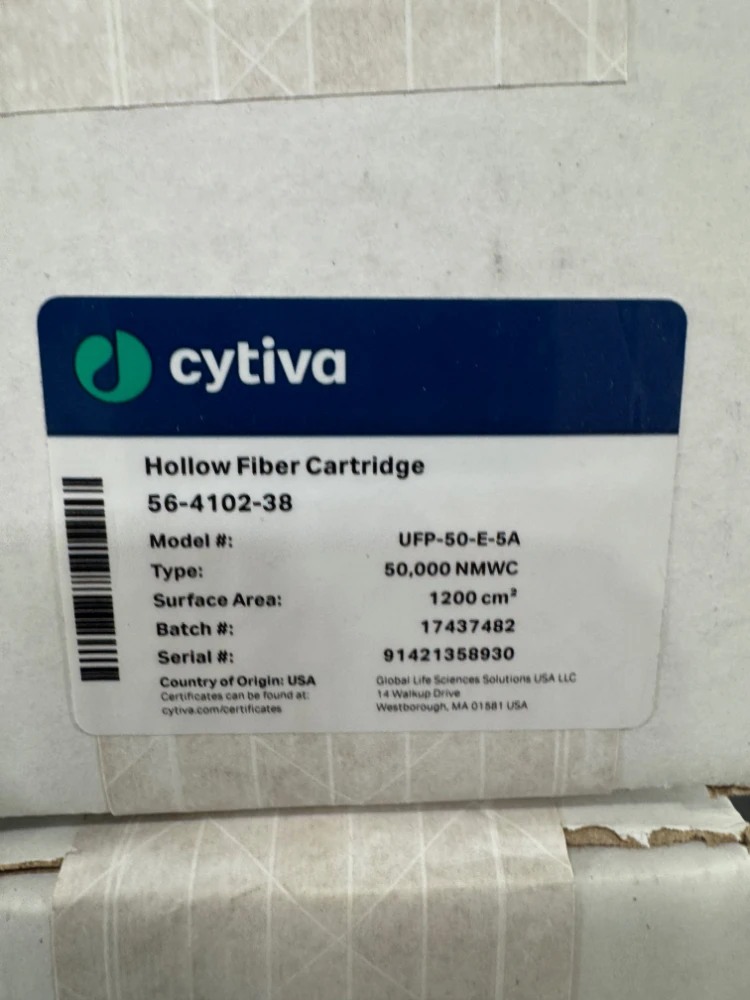 cytiva
Hollow Fiber Cartridge
56-4102-38
Model #: UFP-50-E-5A
Type: 50,000 NMWC
Surface Area: 1200 cm²
Batch #: 17437482
Serial #: 91421358930
Country of Origin: USA
Certificates can be found at:
cytiva.com/certificates
Global Life Sciences Solutions USA LLC
14 Walkup Drive
Westborough, MA 01581 USA